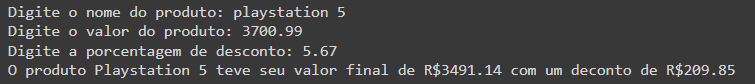 Digite o nome do produto: playstation 5
Digite o valor do produto: 3700.99
Digite a porcentagem de desconto: 5.67
O produto Playstation 5 teve seu valor final de R$3491.14 com um deconto de R$209.85